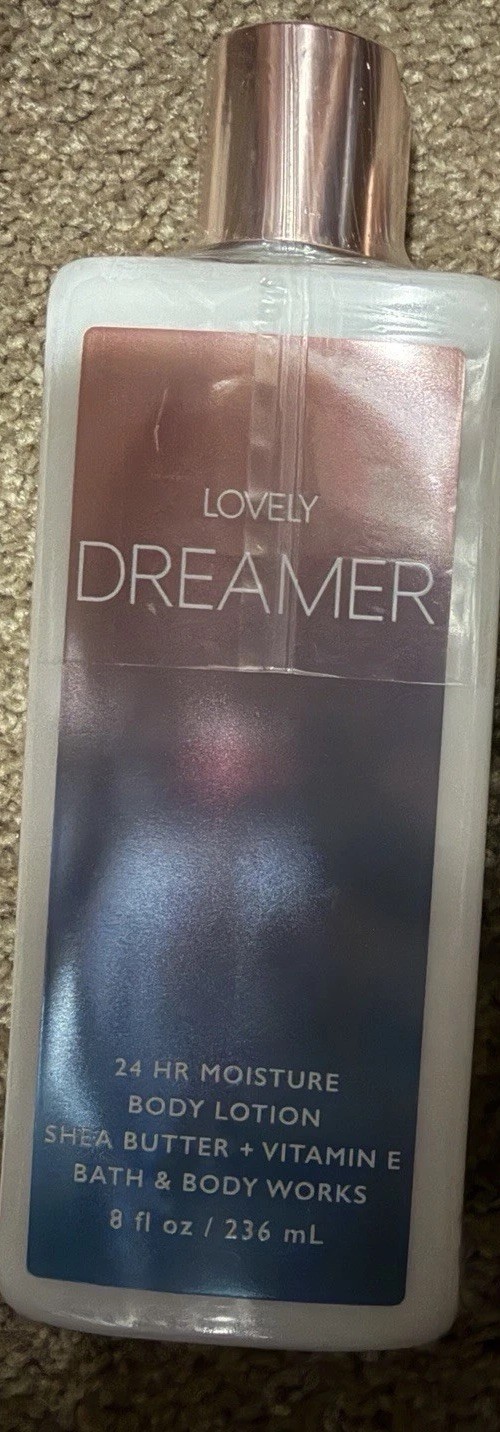 LOVELY
DREAMER
24 HR MOISTURE
BODY LOTION
SHEA BUTTER + VITAMIN E
BATH & BODY WORKS
8 fl oz / 236 mL